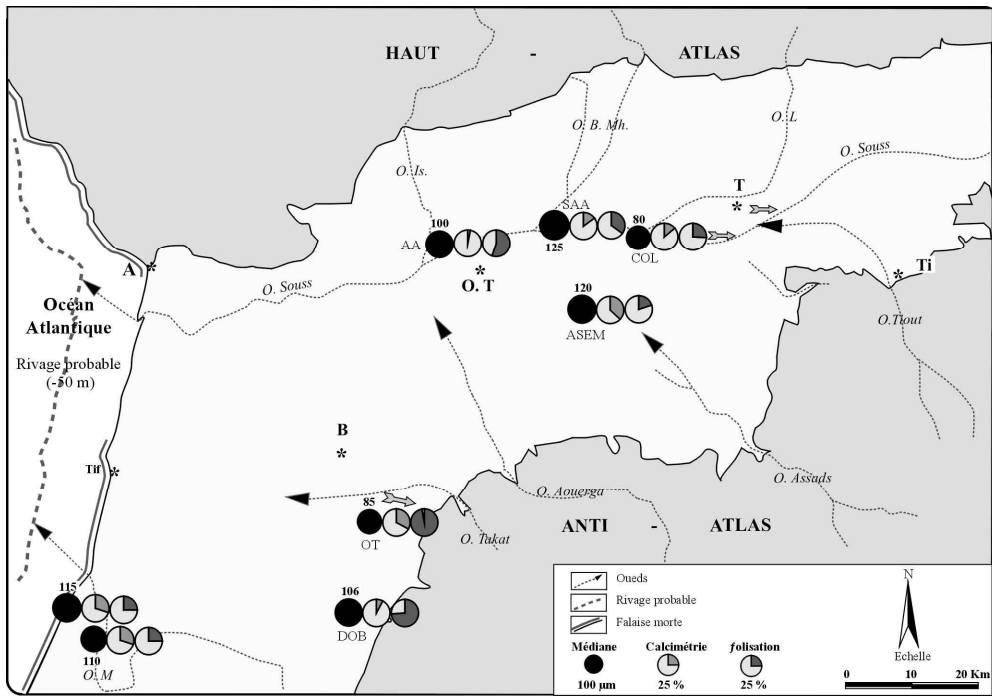 HAUT - ATLAS
O. L
O. B. Mh.
O. Souss
O. Is.
T
SAA
100
80
AA
125
COL
A
O. T
Ti
O. Souss
Océan
Atlantique
120
ASEM
O.Tiout
Rivage probable
(-50 m)
B
Tif
O. Assads
O. Aouerga
85
OT
O. Takat
ANTI - ATLAS
115
106
DOB
110
O. M
Oueds
Rivage probable
Falaise morte
N
Echelle
Médiane
Calcimétrie
ƒolisation
100 µm
25 %
25 %
0 10 20 Km